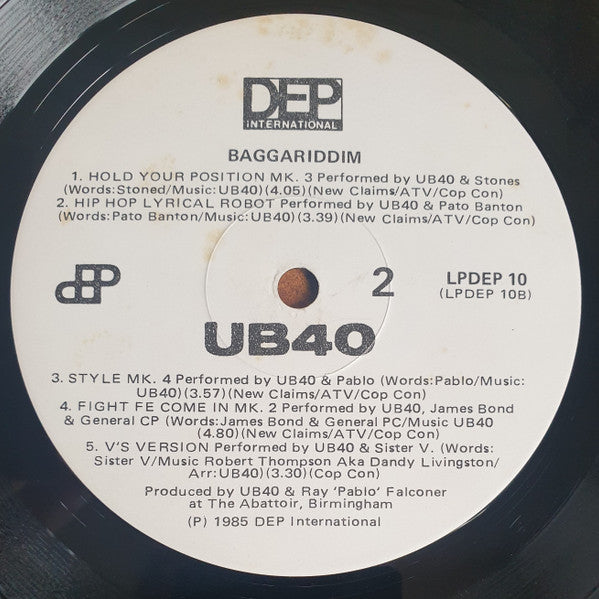 DEP
INTERNATIONAL
BAGGARIDDIM
1. HOLD YOUR POSITION MK. 3 Performed by UB40 & Stones
(Words:Stoned/Music:UB40)(4.05)(New Claims/ATV/Cop Con)
2. HIP HOP LYRICAL ROBOT Performed by UB40 & Pato Banton
(Words:Pato Banton/Music:UB40)(3.39)(New Claims/ATV/Cop Con)
2
LPDEP 10
(LPDEP 10B)
UB40
3. STYLE MK. 4 Performed by UB40 & Pablo (Words:Pablo/Music:
UB40)(3.57)(New Claims/ATV/Cop Con)
4. FIGHT FE COME IN MK. 2 Performed by UB40, James Bond
& General CP (Words:James Bond & General PC/Music UB40
(4.80)(New Claims/ATV/Cop Con)
5. V'S VERSION Performed by UB40 & Sister V. (Words:
Sister V/Music Robert Thompson Aka Dandy Livingston/
Arr:UB40)(3.30)(Cop Con)
Produced by UB40 & Ray 'Pablo' Falconer
at The Abattoir, Birmingham
(P) 1985 DEP International